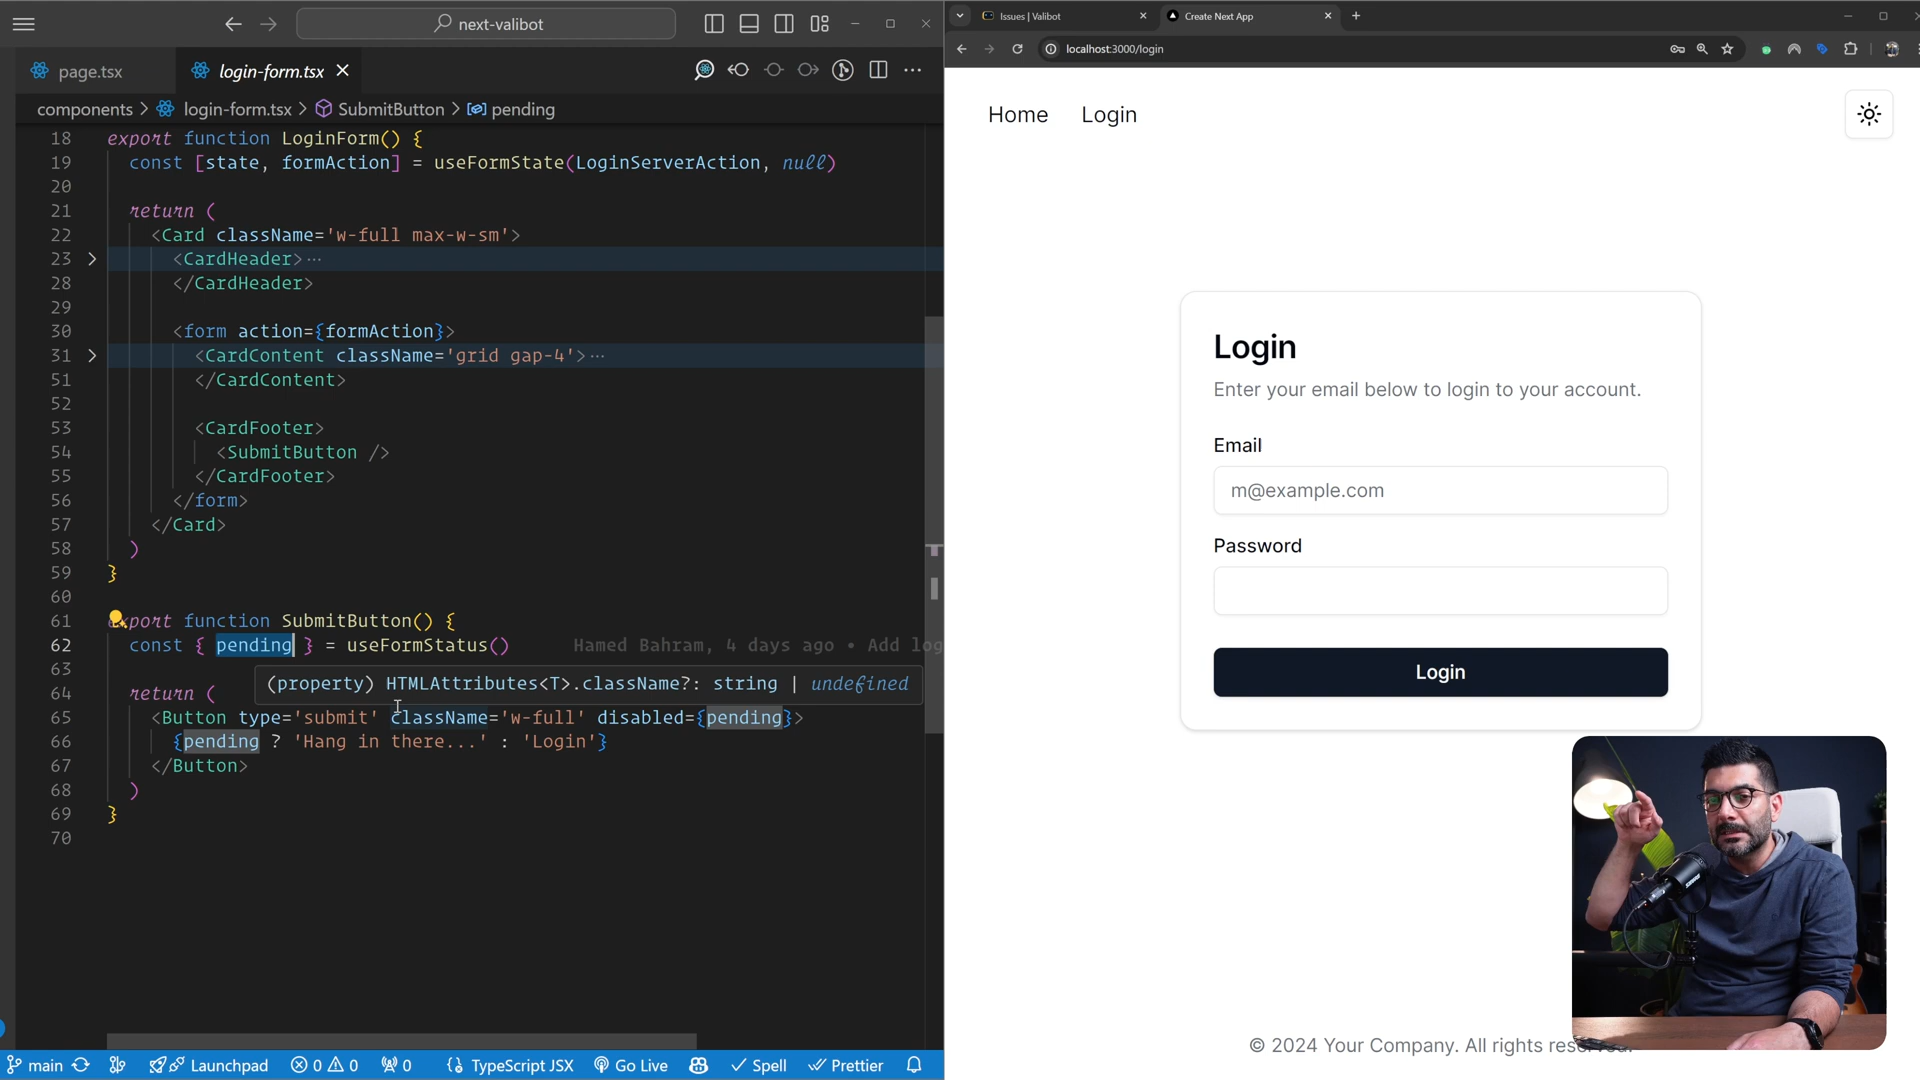 next-valibot
page.tsx
login-form.tsx
components > login-form.tsx > SubmitButton > pending
18 export function LoginForm() {
19 const [state, formAction] = useFormState(LoginServerAction, null)
20
21 return (
22 <Card className='w-full max-w-sm'>
23 <CardHeader>…
28 </CardHeader>
29
30 <form action={formAction}>
31 <CardContent className='grid gap-4'>…
51 </CardContent>
52
53 <CardFooter>
54 <SubmitButton />
55 </CardFooter>
56 </form>
57 </Card>
58 )
59 }
60
61 export function SubmitButton() {
62 const { pending } = useFormStatus() Hamed Bahram, 4 days ago • Add log
63
(property) HTMLAttributes<T>.className?: string | undefined
64 return (
65 <Button type='submit' className='w-full' disabled={pending}>
66 {pending ? 'Hang in there...' : 'Login'}
67 </Button>
68 )
69 }
70
main
Launchpad
0 0
0
TypeScript JSX
Go Live
Spell
Prettier
Issues | Valibot
Create Next App
localhost:3000/login
Home Login
Login
Enter your email below to login to your account.
Email
m@example.com
Password
Login
© 2024 Your Company. All rights reserved.